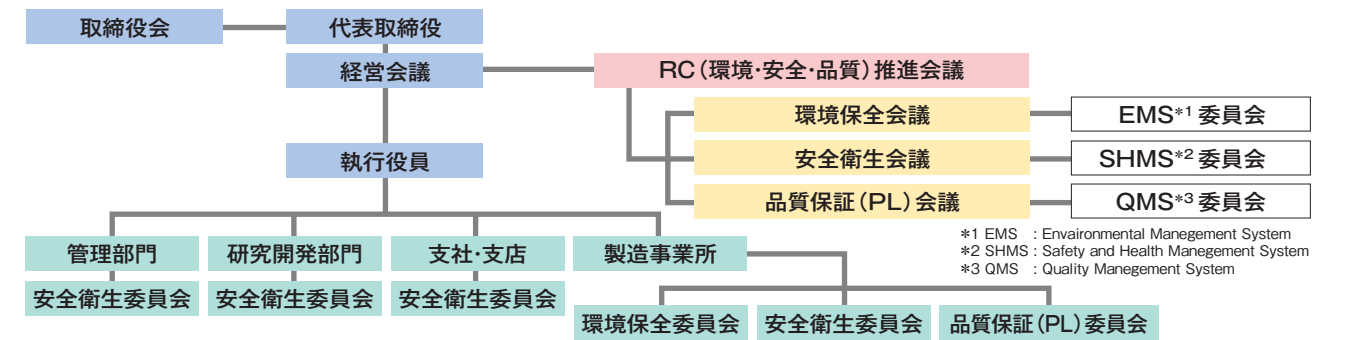 取締役会
代表取締役
経営会議
RC（環境・安全・品質）推進会議
環境保全会議
EMS*1 委員会
執行役員
安全衛生会議
SHMS*2 委員会
品質保証（PL）会議
QMS*3 委員会
*1 EMS : Envaironmental Manegement System
*2 SHMS : Safety and Health Manegement System
*3 QMS : Quality Manegement System
管理部門
研究開発部門
支社・支店
製造事業所
安全衛生委員会
安全衛生委員会
安全衛生委員会
環境保全委員会
安全衛生委員会
品質保証（PL）委員会